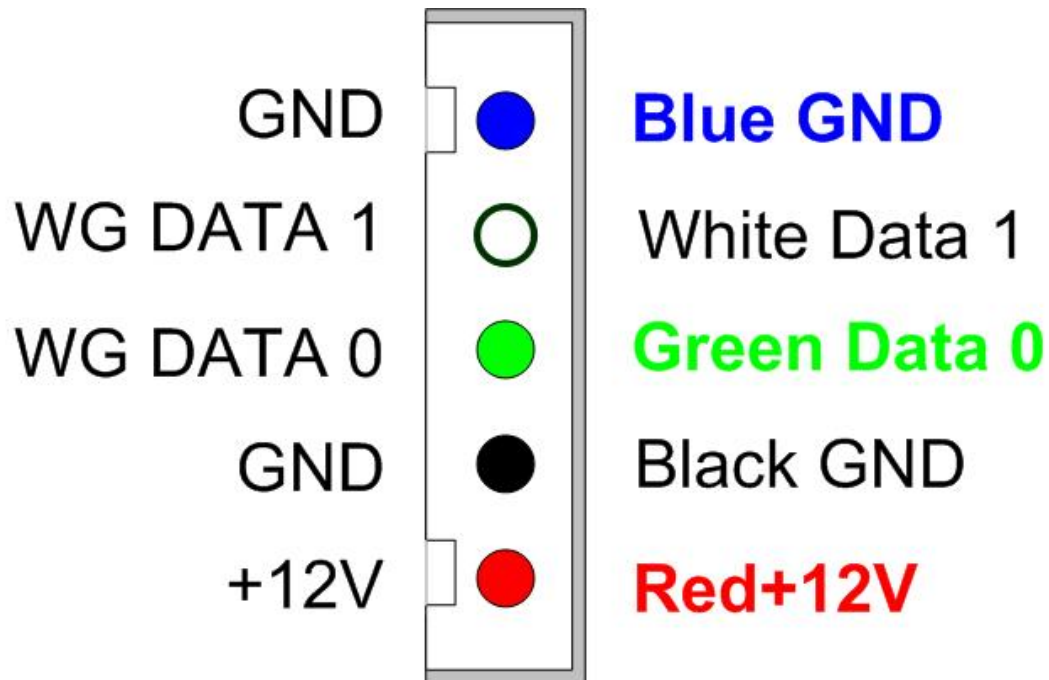 GND Blue GND
WG DATA 1 White Data 1
WG DATA 0 Green Data 0
GND Black GND
+12V Red+12V